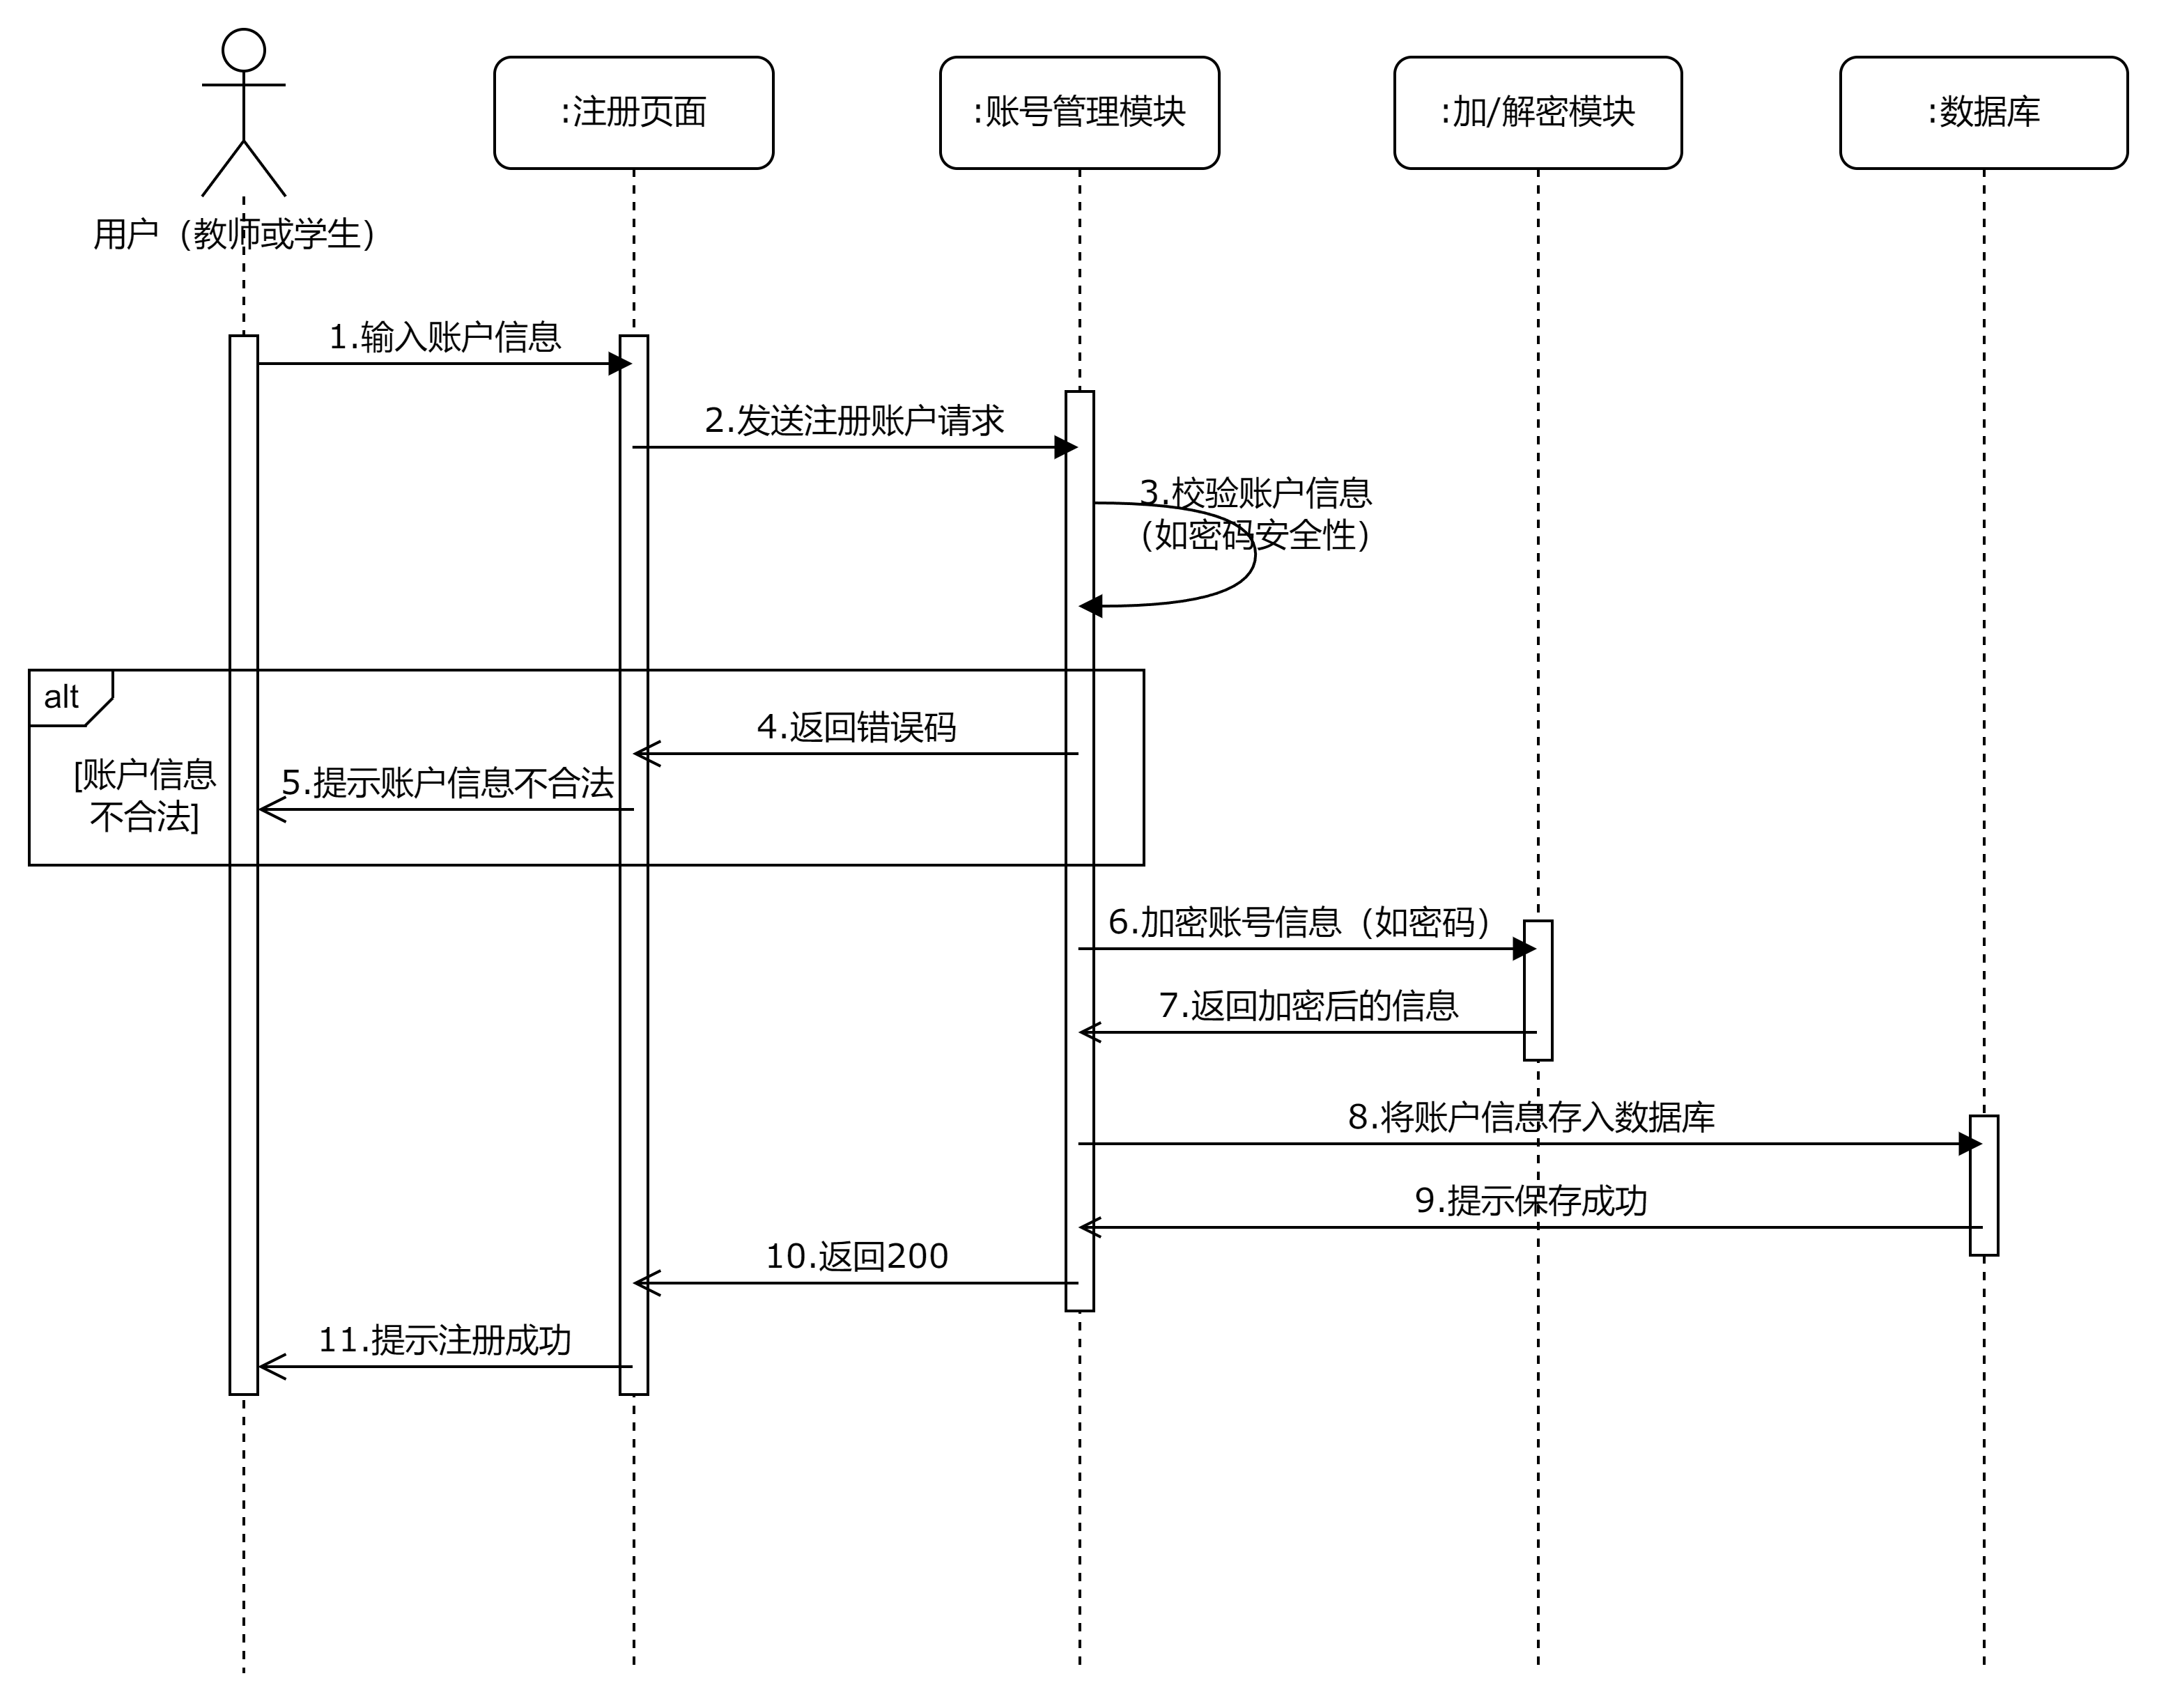 :注册页面
:账号管理模块
:加/解密模块
:数据库
用户（教师或学生）
1.输入账户信息
2.发送注册账户请求
3.校验账户信息
（如密码安全性）
alt
4.返回错误码
[账户信息
不合法]
5.提示账户信息不合法
6.加密账号信息（如密码）
7.返回加密后的信息
8.将账户信息存入数据库
9.提示保存成功
10.返回200
11.提示注册成功